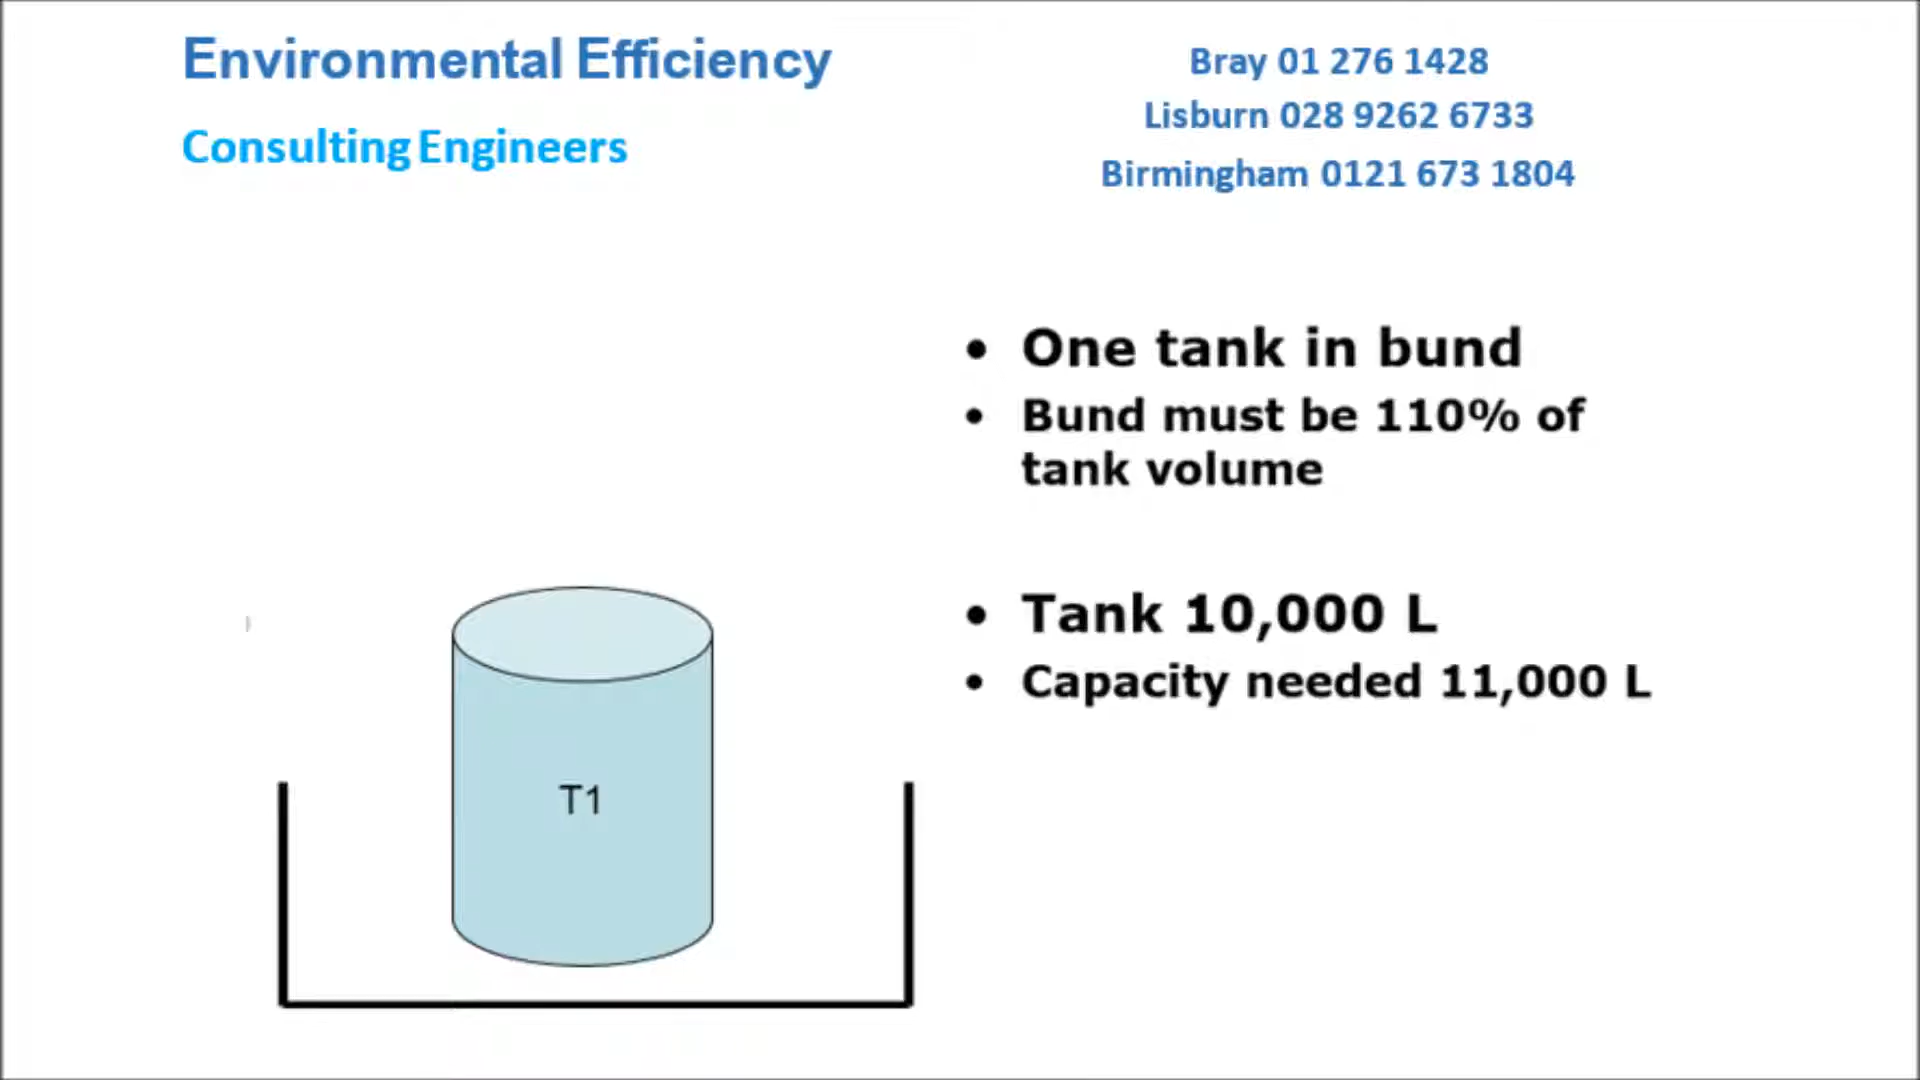 Environmental Efficiency
Consulting Engineers
Bray 01 276 1428
Lisburn 028 9262 6733
Birmingham 0121 673 1804
• One tank in bund
• Bund must be 110% of
tank volume
• Tank 10,000 L
• Capacity needed 11,000 L
T1